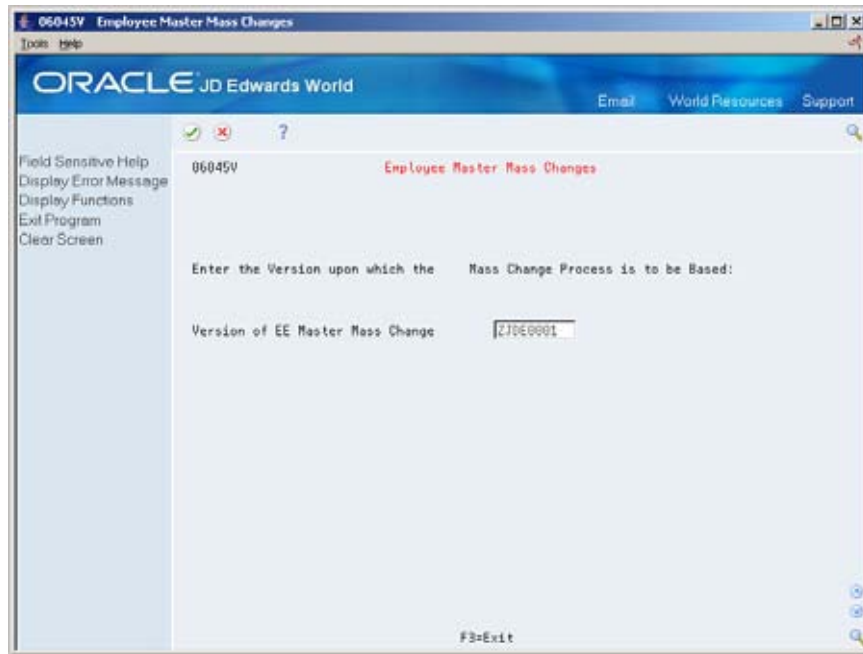 06045V Employee Master Mass Changes
Tools Help
ORACLE JD Edwards World
Email World Resources Support
?
Field Sensitive Help
Display Error Message
Display Functions
Exit Program
Clear Screen
06045V Employee Master Mass Changes
Enter the Version upon which the Mass Change Process is to be Based:
Version of EE Master Mass Change ZJDE0001
F3=Exit